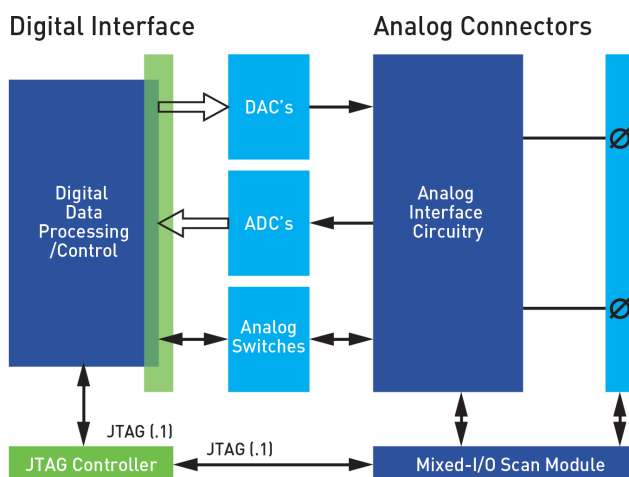 Digital Interface
Analog Connectors
DAC's
Digital
Data
Processing
/Control
Analog
Interface
Circuitry
ADC's
Analog
Switches
JTAG (.1)
JTAG (.1)
JTAG Controller
Mixed-I/O Scan Module